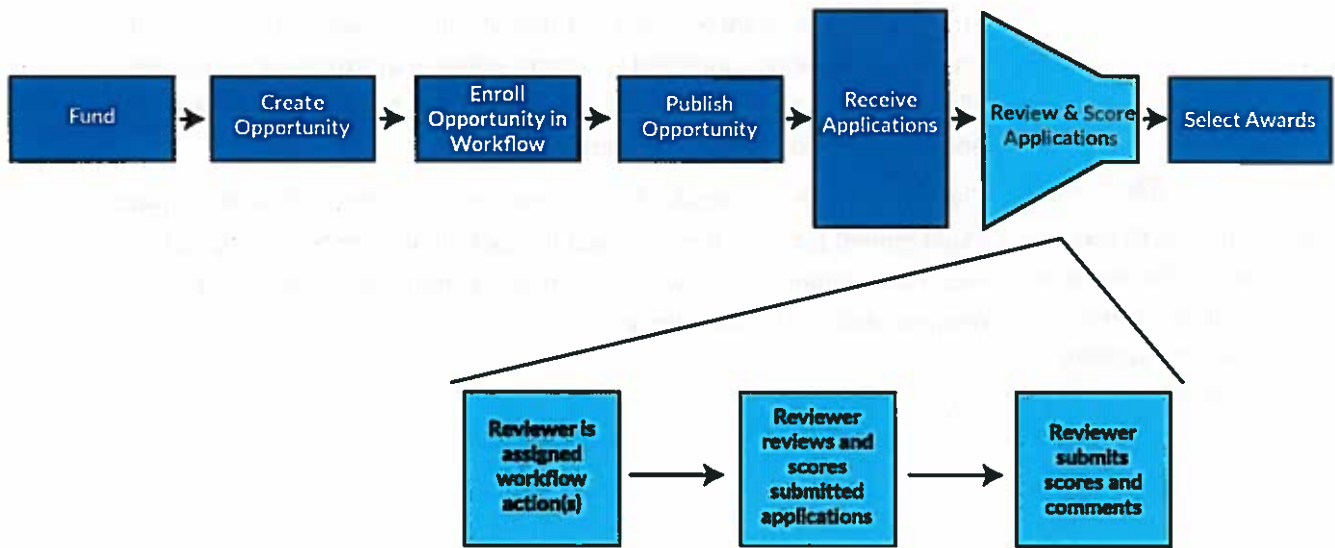 Fund
Create
Opportunity
Enroll
Opportunity in
Workflow
Publish
Opportunity
Receive
Applications
Review & Score
Applications
Select Awards
Reviewer is
assigned
workflow
action(s)
Reviewer
reviews and
scores
submitted
applications
Reviewer
submits
scores and
comments